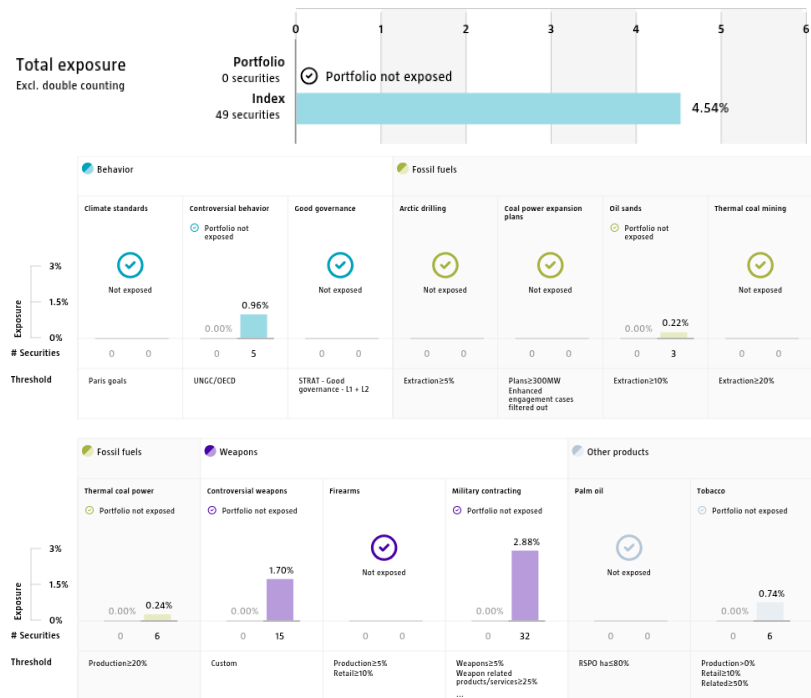 0 1 2 3 4 5 6
Total exposure
Excl. double counting
Portfolio
0 securities
Portfolio not exposed
Index
49 securities
4.54%
Behavior
Fossil fuels
Climate standards
Controversial behavior
Good governance
Arctic drilling
Coal power expansion
plans
Oil sands
Thermal coal mining
Portfolio not
exposed
Portfolio not
exposed
Not exposed
Not exposed
Not exposed
Not exposed
Not exposed
Exposure
3%
1.5%
0%
0.00%
0.96%
0.00%
0.22%
# Securities
0 0 0 5 0 0 0 0 0 0 0 3 0 0
Threshold
Paris goals
UNGC/OECD
STRAT - Good
governance - L1 + L2
Extraction≥5%
Plans≥300MW
Enhanced
engagement cases
filtered out
Extraction≥10%
Extraction≥20%
Fossil fuels
Weapons
Other products
Thermal coal power
Controversial weapons
Firearms
Military contracting
Palm oil
Tobacco
Portfolio not exposed
Portfolio not exposed
Portfolio not exposed
Portfolio not exposed
Not exposed
Not exposed
Exposure
3%
1.5%
0%
0.00%
0.24%
0.00%
1.70%
0.00%
2.88%
0.00%
0.74%
# Securities
0 6 0 15 0 0 0 32 0 0 0 6
Threshold
Production≥20%
Custom
Production≥5%
Retail≥10%
Weapons≥5%
Weapon related
products/services≥25%
...
RSPO ha≤80%
Production>0%
Retail≥10%
Related≥50%